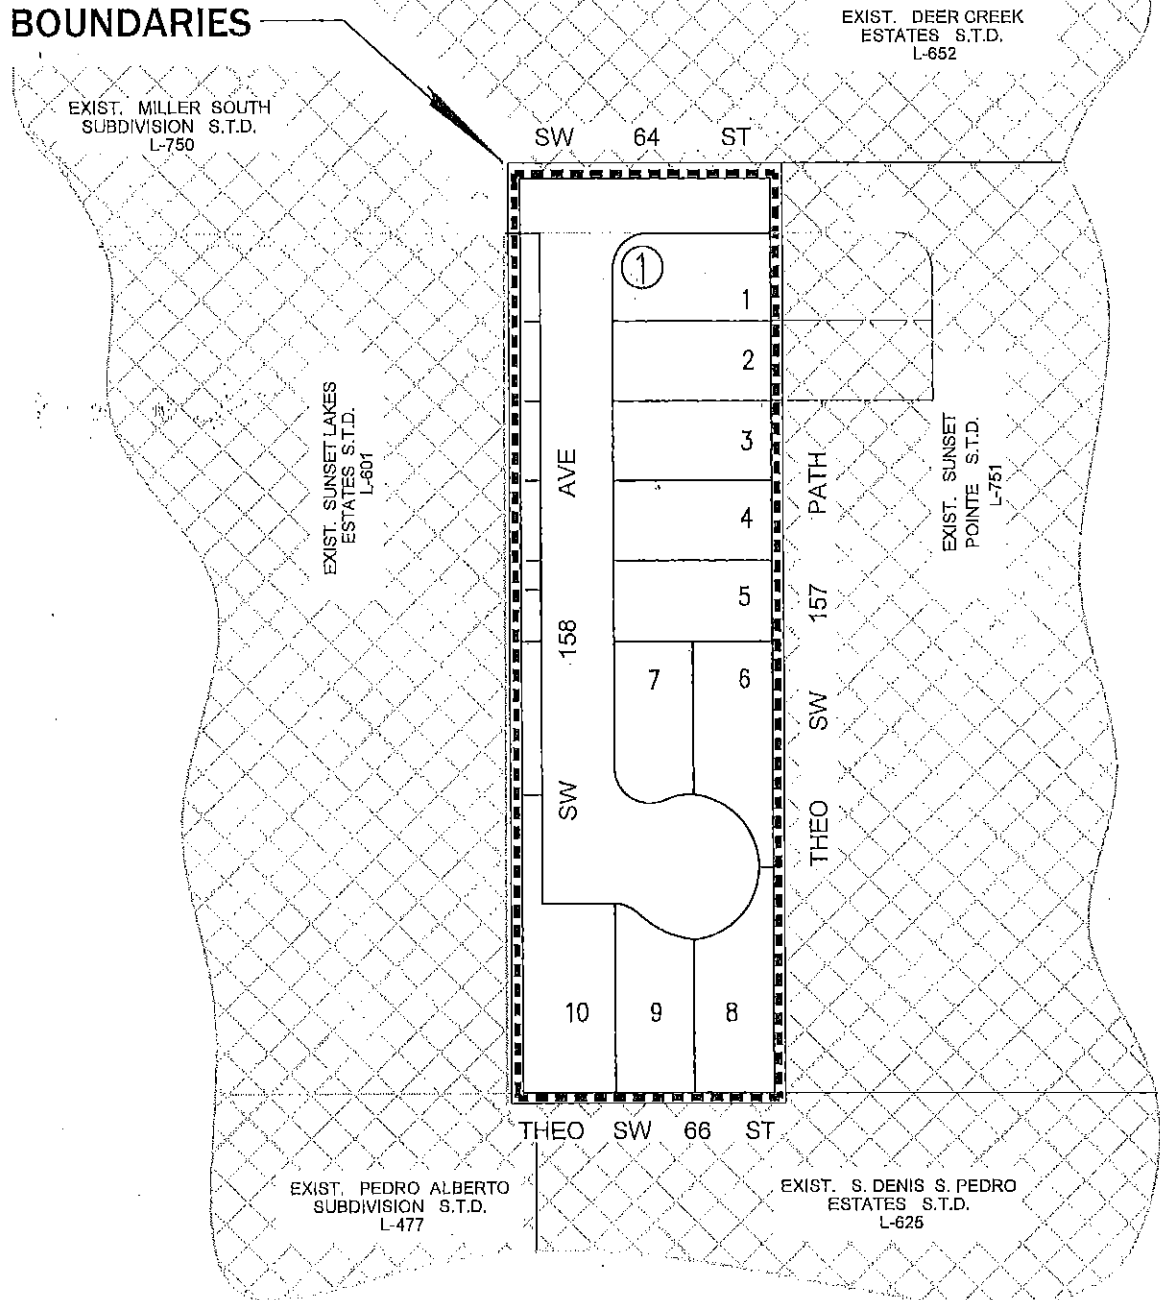 BOUNDARIES
EXIST. DEER CREEK
ESTATES S.T.D.
L-652
EXIST. MILLER SOUTH
SUBDIVISION S.T.D.
L-750
SW 64 ST
1
1
2
3
4
5
7
6
10
9
8
EXIST. SUNSET LAKES
ESTATES S.T.D.
L-601
SW 158 AVE
THEO SW 157 PATH
EXIST. SUNSET
POINTE S.T.D.
L-751
THEO SW 66 ST
EXIST. PEDRO ALBERTO
SUBDIVISION S.T.D.
L-477
EXIST. S. DENIS S. PEDRO
ESTATES S.T.D.
L-625